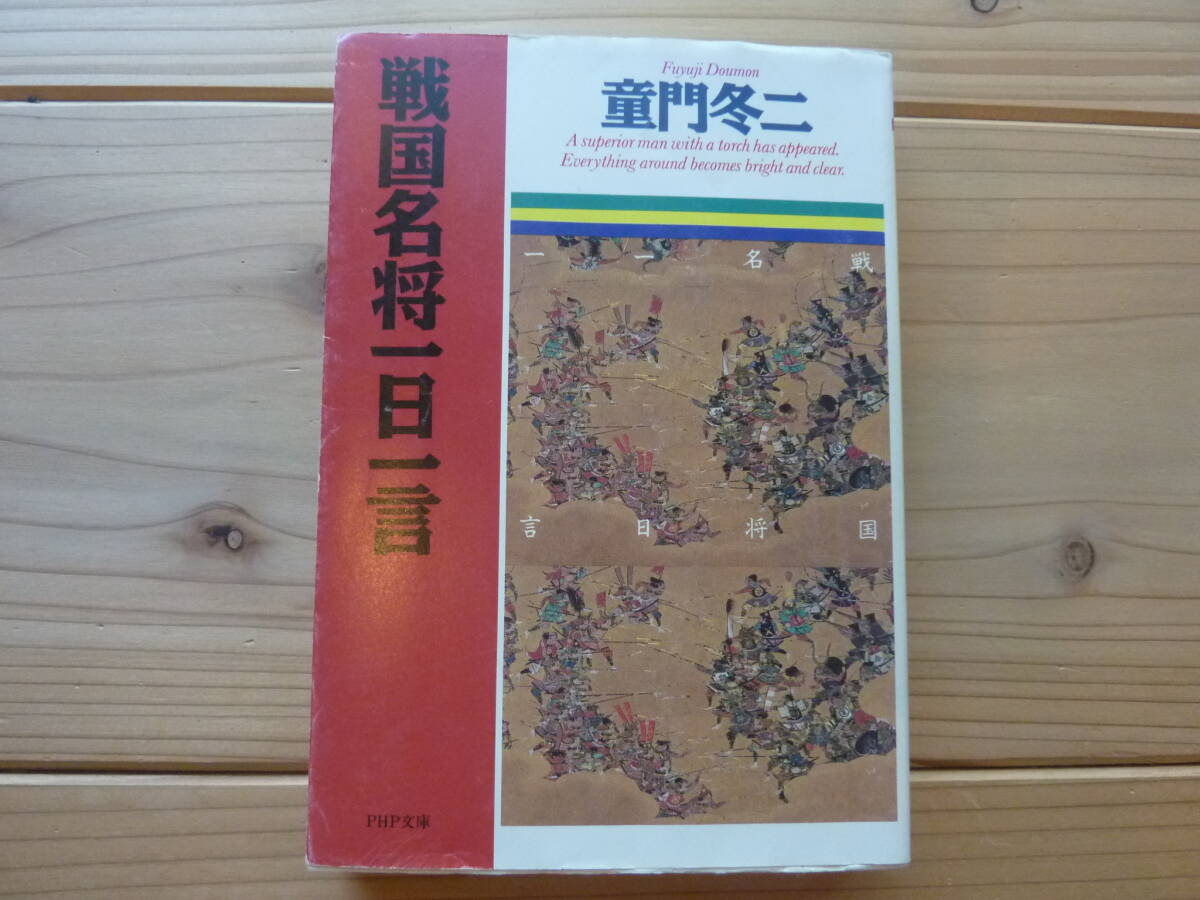 戦国名将一日一言
Fuyuji Doumon
童門冬二
A superior man with a torch has appeared.
Everything around becomes bright and clear.
戦
国
名
将
一
日
一
言
PHP文庫